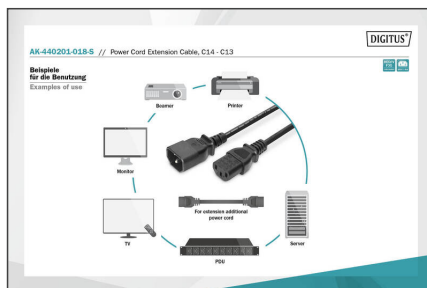 DIGITUS®
AK-440201-018-S // Power Cord Extension Cable, C14 - C13
Beispiele
für die Benutzung
Examples of use
Beamer
Printer
Monitor
For extension additional
power cord
TV
Server
PDU